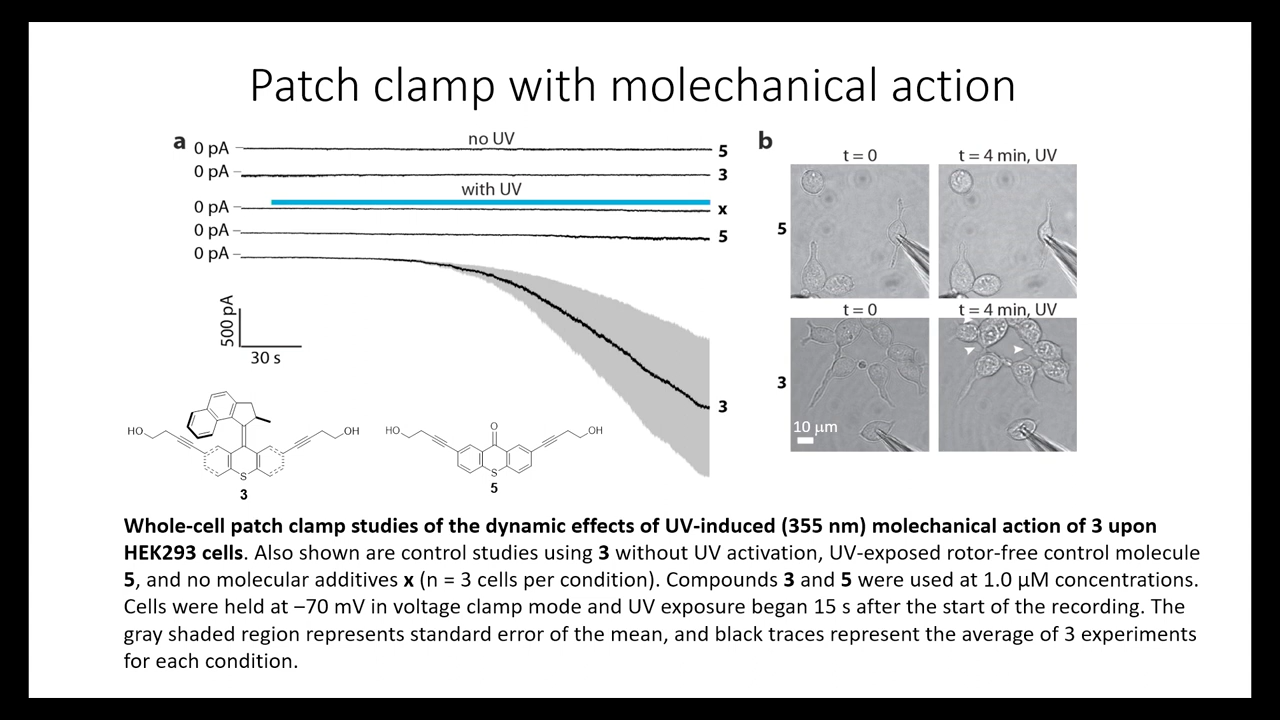 Patch clamp with molechanical action
a
no UV
0 pA
5
0 pA
3
with UV
0 pA
x
0 pA
5
0 pA
500 pA
30 s
3
HO
OH
S
3
HO
O
OH
S
5
b
t = 0
t = 4 min, UV
5
t = 0
t = 4 min, UV
3
10 μm
Whole-cell patch clamp studies of the dynamic effects of UV-induced (355 nm) molechanical action of 3 upon
HEK293 cells. Also shown are control studies using 3 without UV activation, UV-exposed rotor-free control molecule
5, and no molecular additives x (n = 3 cells per condition). Compounds 3 and 5 were used at 1.0 μM concentrations.
Cells were held at −70 mV in voltage clamp mode and UV exposure began 15 s after the start of the recording. The
gray shaded region represents standard error of the mean, and black traces represent the average of 3 experiments
for each condition.